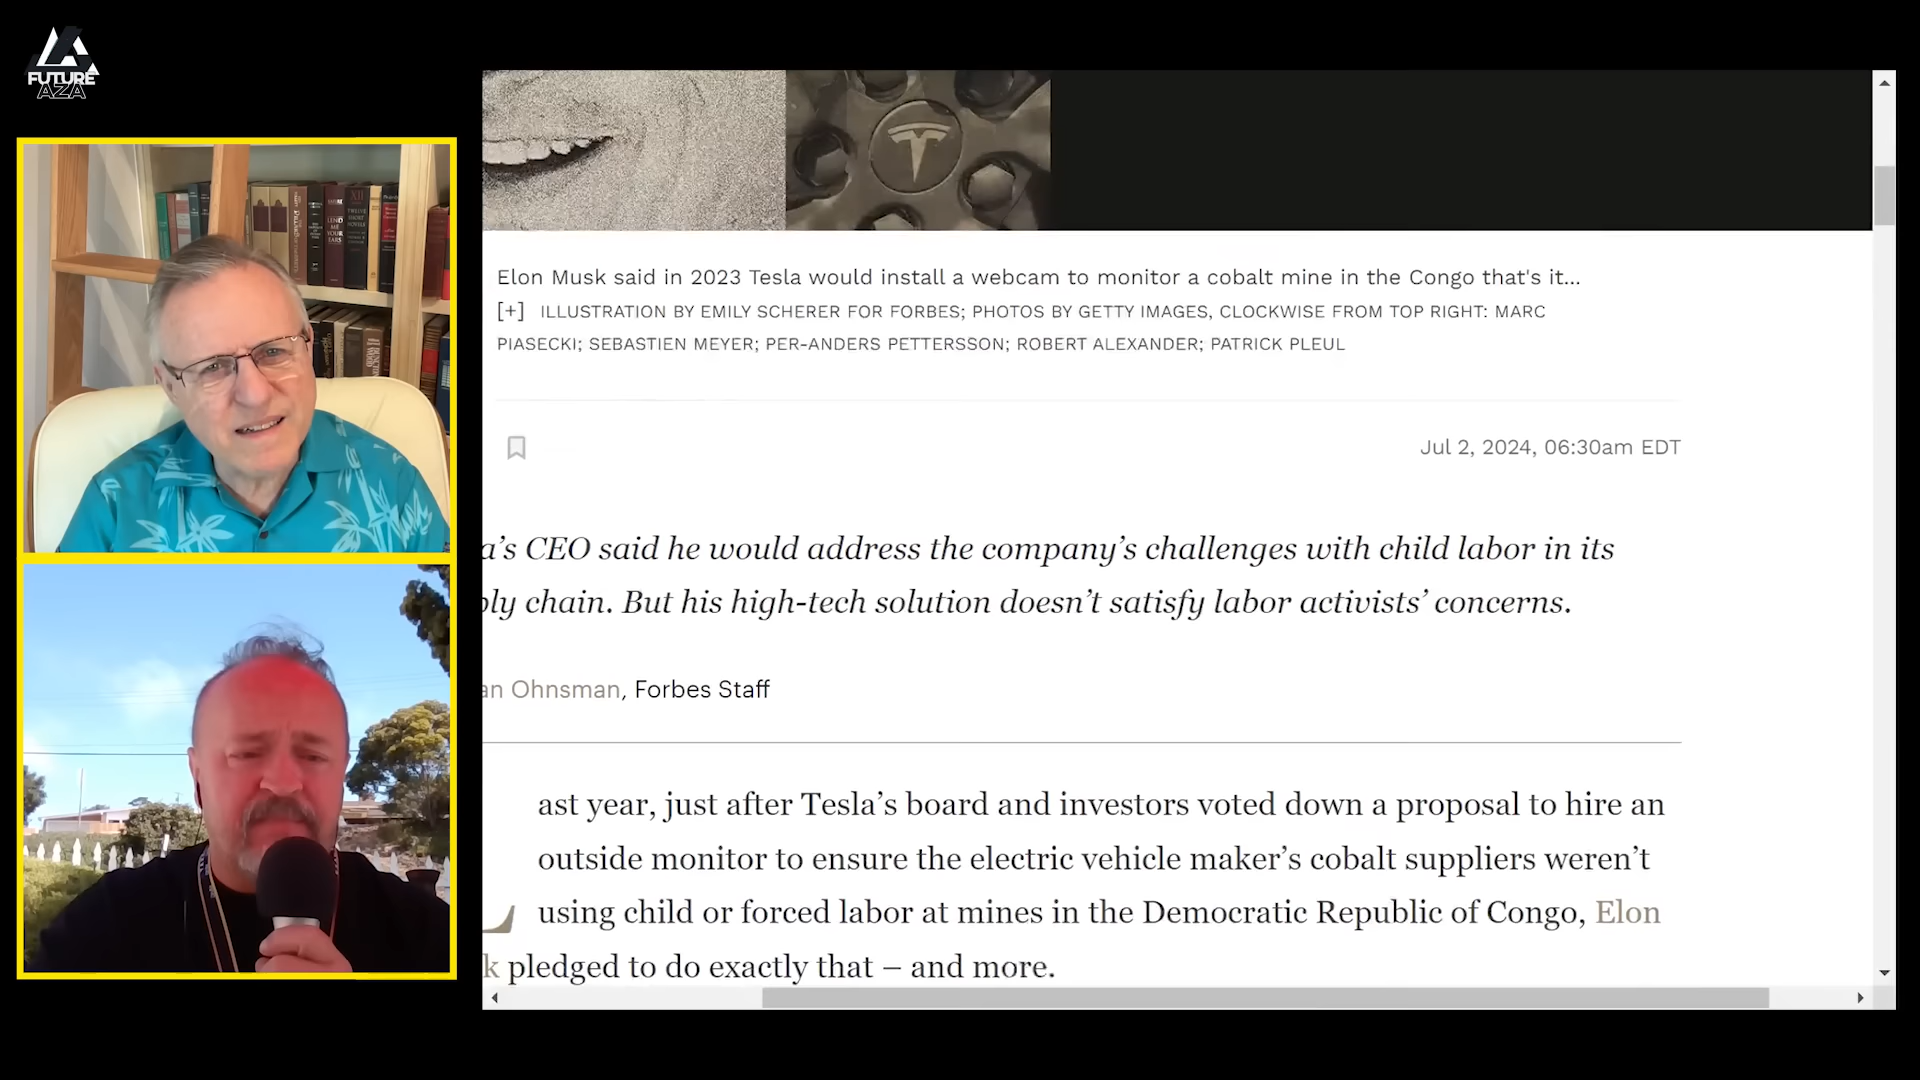 FUTURE
AZA
Elon Musk said in 2023 Tesla would install a webcam to monitor a cobalt mine in the Congo that's it...
[+] ILLUSTRATION BY EMILY SCHERER FOR FORBES; PHOTOS BY GETTY IMAGES, CLOCKWISE FROM TOP RIGHT: MARC
PIASECKI; SEBASTIEN MEYER; PER-ANDERS PETTERSSON; ROBERT ALEXANDER; PATRICK PLEUL
Jul 2, 2024, 06:30am EDT
a’s CEO said he would address the company’s challenges with child labor in its
ply chain. But his high-tech solution doesn’t satisfy labor activists’ concerns.
an Ohnsman, Forbes Staff
ast year, just after Tesla’s board and investors voted down a proposal to hire an
outside monitor to ensure the electric vehicle maker’s cobalt suppliers weren’t
using child or forced labor at mines in the Democratic Republic of Congo, Elon
k pledged to do exactly that – and more.